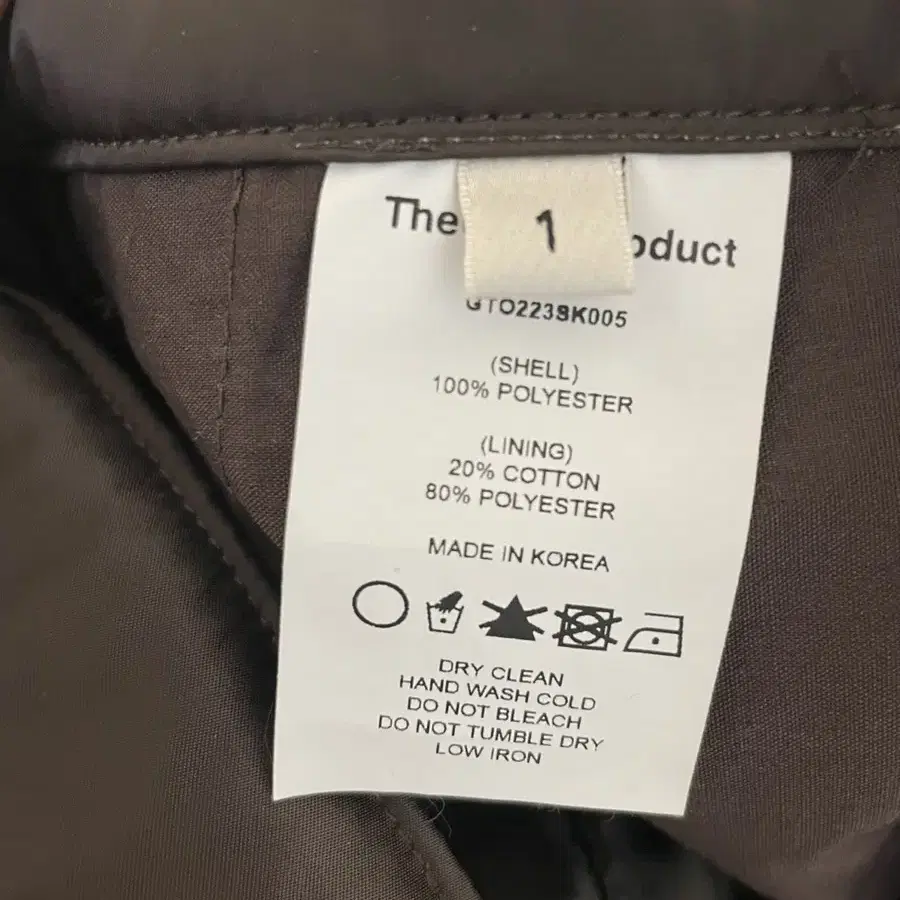 The
1
GTO223SK005
(SHELL)
100% POLYESTER
(LINING)
20% COTTON
80% POLYESTER
MADE IN KOREA
DRY CLEAN
HAND WASH COLD
DO NOT BLEACH
DO NOT TUMBLE DRY
LOW IRON